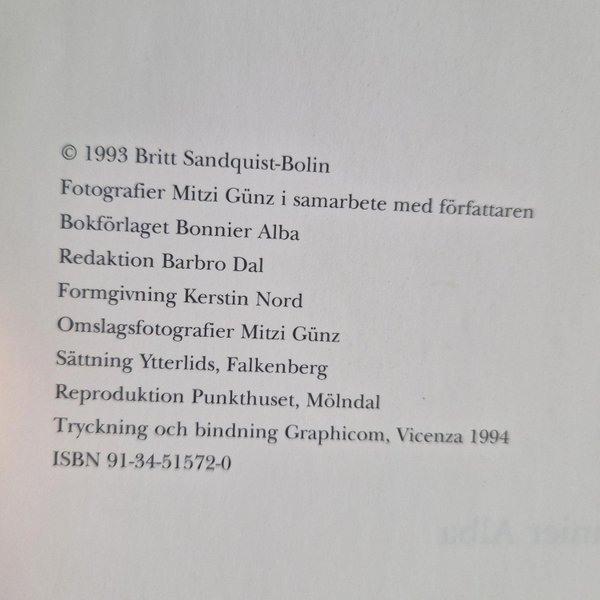 © 1993 Britt Sandquist-Bolin
Fotografier Mitzi Günz i samarbete med författaren
Bokförlaget Bonnier Alba
Redaktion Barbro Dal
Formgivning Kerstin Nord
Omslagsfotografier Mitzi Günz
Sättning Ytterlids, Falkenberg
Reproduktion Punkthuset, Mölndal
Tryckning och bindning Graphicom, Vicenza 1994
ISBN 91-34-51572-0
Alba